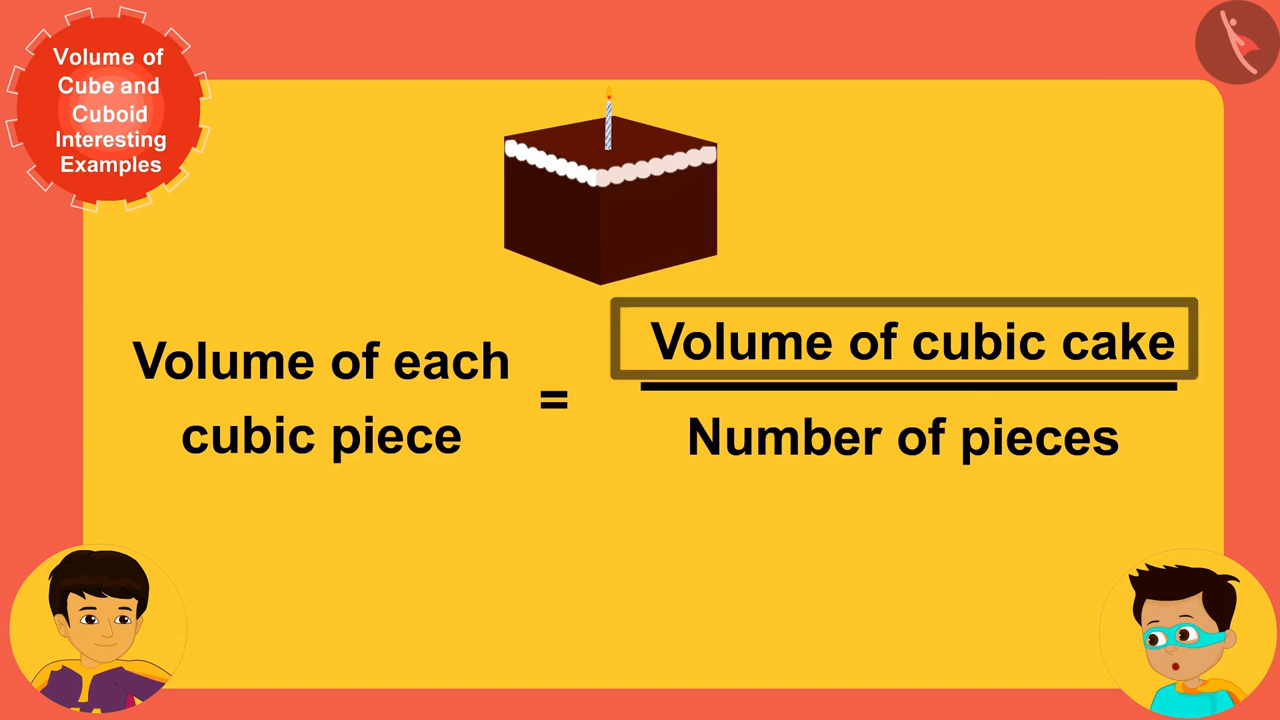 Volume of
Cube and
Cuboid
Interesting
Examples
Volume of each
cubic piece
=
Volume of cubic cake
Number of pieces